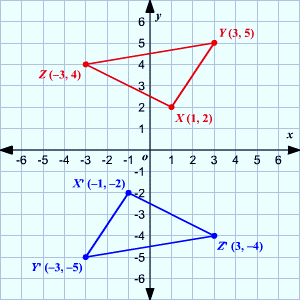 y
6
Y (3, 5)
5
Z (–3, 4)
4
3
X (1, 2)
2
1
x
-6 -5 -4 -3 -2 -1 o 1 2 3 4 5 6
-1
X' (–1, –2)
-2
-3
Z' (3, –4)
-4
Y' (–3, –5)
-5
-6